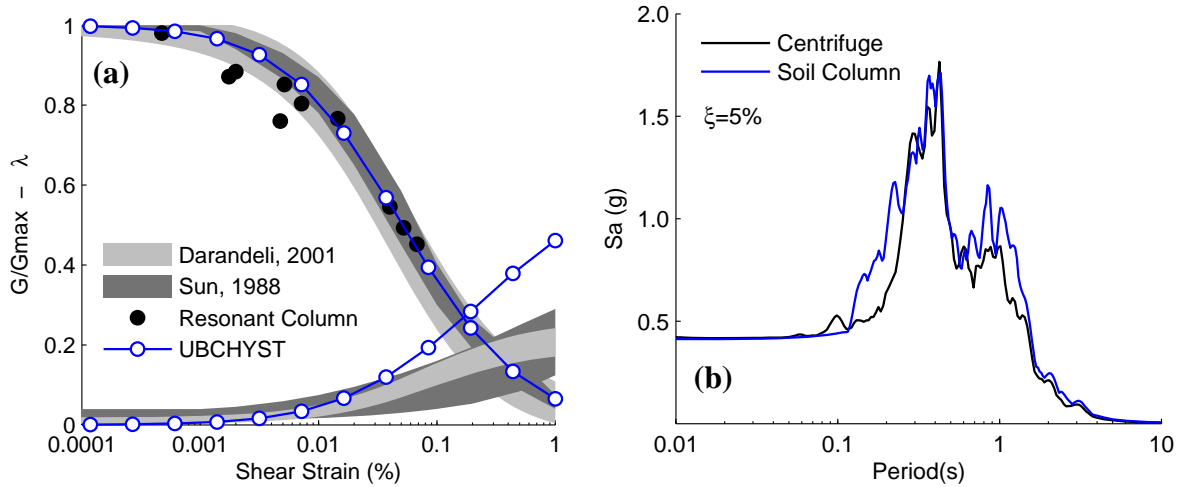 (a)
G/Gmax - λ
1
0.8
0.6
0.4
0.2
0
Darandeli, 2001
Sun, 1988
Resonant Column
UBCHYST
0.0001
0.001
0.01
0.1
1
Shear Strain (%)
2.0
1.5
1.0
0.5
Sa (g)
Centrifuge
Soil Column
ξ=5%
(b)
0.01
0.1
1
10
Period(s)